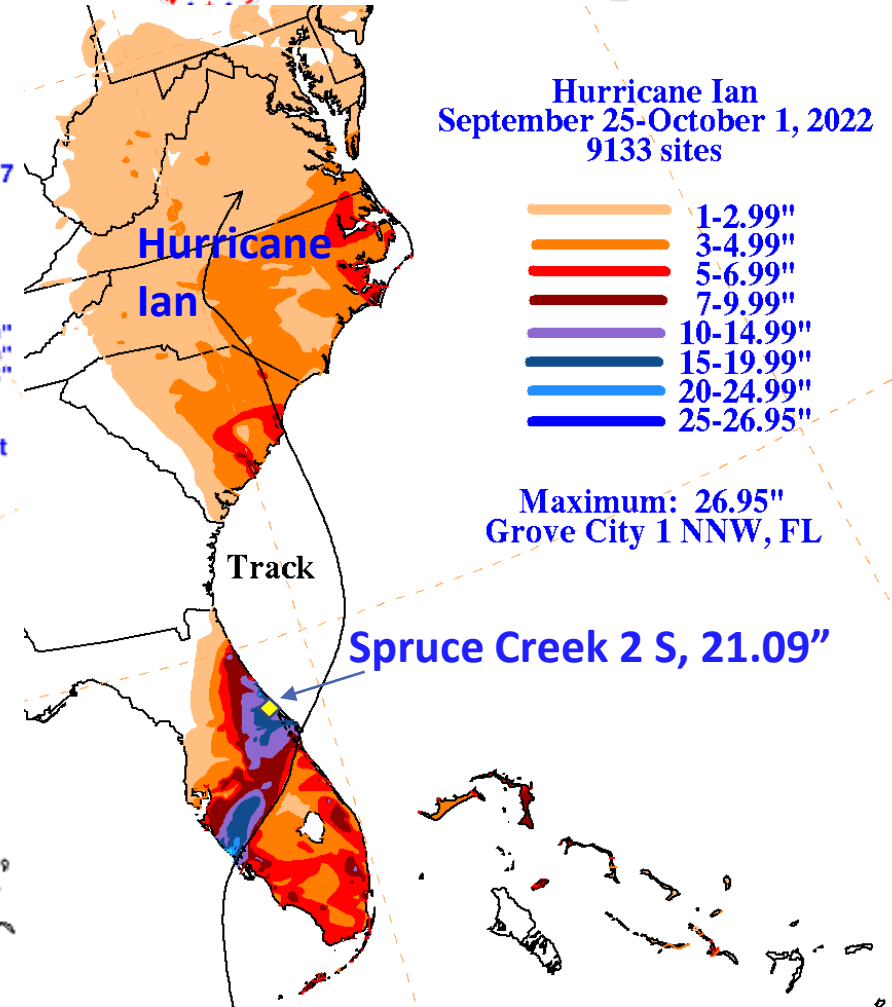 Hurricane Ian
September 25-October 1, 2022
9133 sites
7
1-2.99"
3-4.99"
5-6.99"
7-9.99"
10-14.99"
15-19.99"
20-24.99"
25-26.95"
Hurricane
Ian
t
Maximum: 26.95"
Grove City 1 NNW, FL
Track
Spruce Creek 2 S, 21.09”